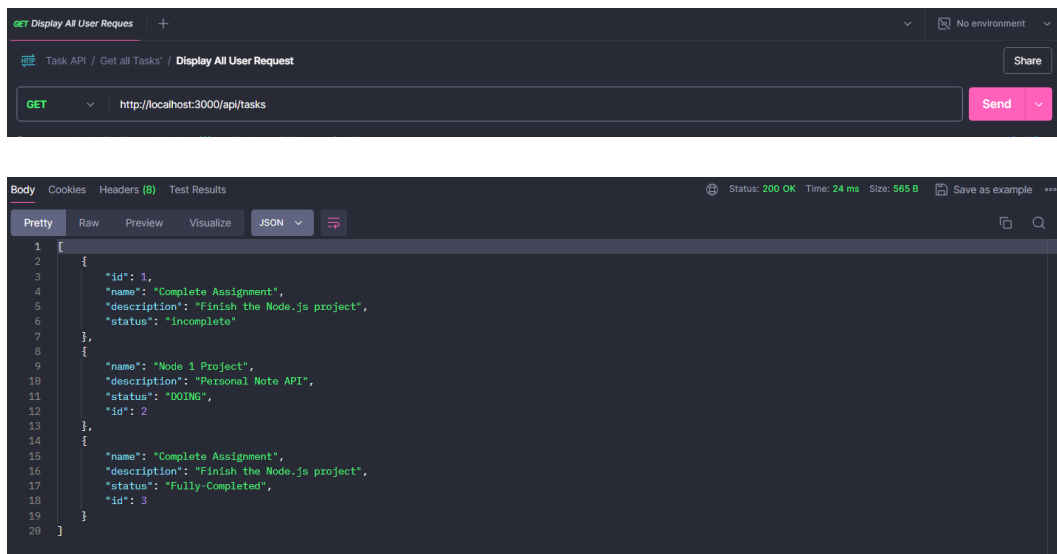 GET Display All User Reques
No environment
HTTP Task API / Get all Tasks' / Display All User Request
Share
GET http://localhost:3000/api/tasks
Send
Body Cookies Headers (8) Test Results
Status: 200 OK Time: 24 ms Size: 565 B Save as example
Pretty Raw Preview Visualize JSON
1 [
2 {
3 "id": 1,
4 "name": "Complete Assignment",
5 "description": "Finish the Node.js project",
6 "status": "incomplete"
7 },
8 {
9 "name": "Node 1 Project",
10 "description": "Personal Note API",
11 "status": "DOING",
12 "id": 2
13 },
14 {
15 "name": "Complete Assignment",
16 "description": "Finish the Node.js project",
17 "status": "Fully-Completed",
18 "id": 3
19 }
20 ]